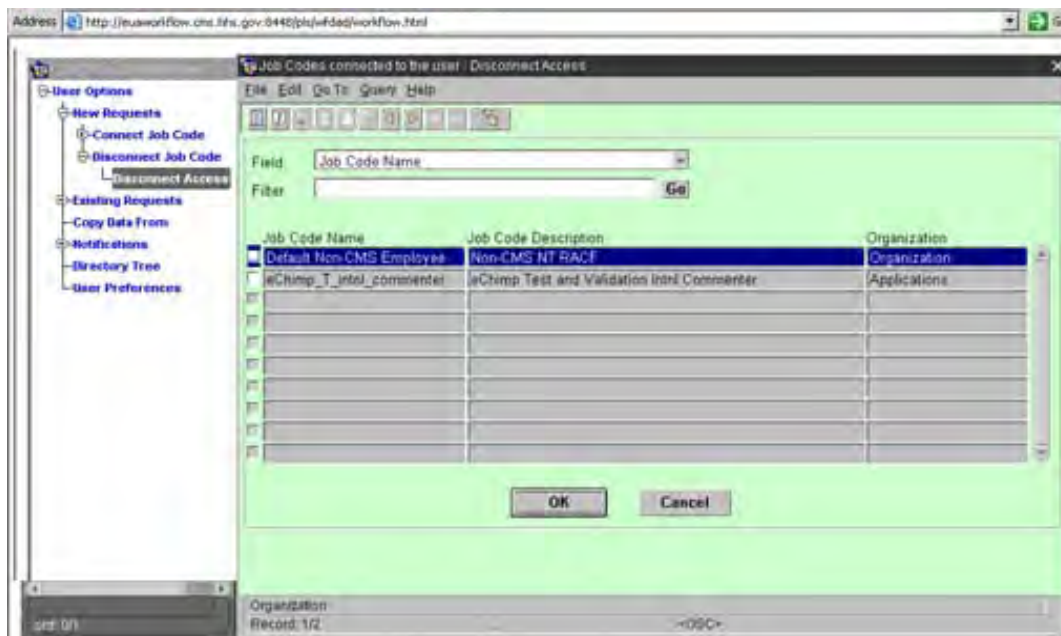 Address http://euaworkflow.cms.hhs.gov:8448/pls/wfdad/workflow.html
Job Codes connected to the user : Disconnect Access
File Edit Go To Query Help
User Options
New Requests
Connect Job Code
Disconnect Job Code
Disconnect Access
Existing Requests
Copy Data From
Notifications
Directory Tree
User Preferences
Field Job Code Name
Filter Go
Job Code Name Job Code Description Organization
Default Non-CMS Employee Non-CMS NT RACF Organization
eChimp_T_intnl_commenter eChimp Test and Validation Intnl Commenter Applications
OK Cancel
Organization
Record: 1/2 <OSC>